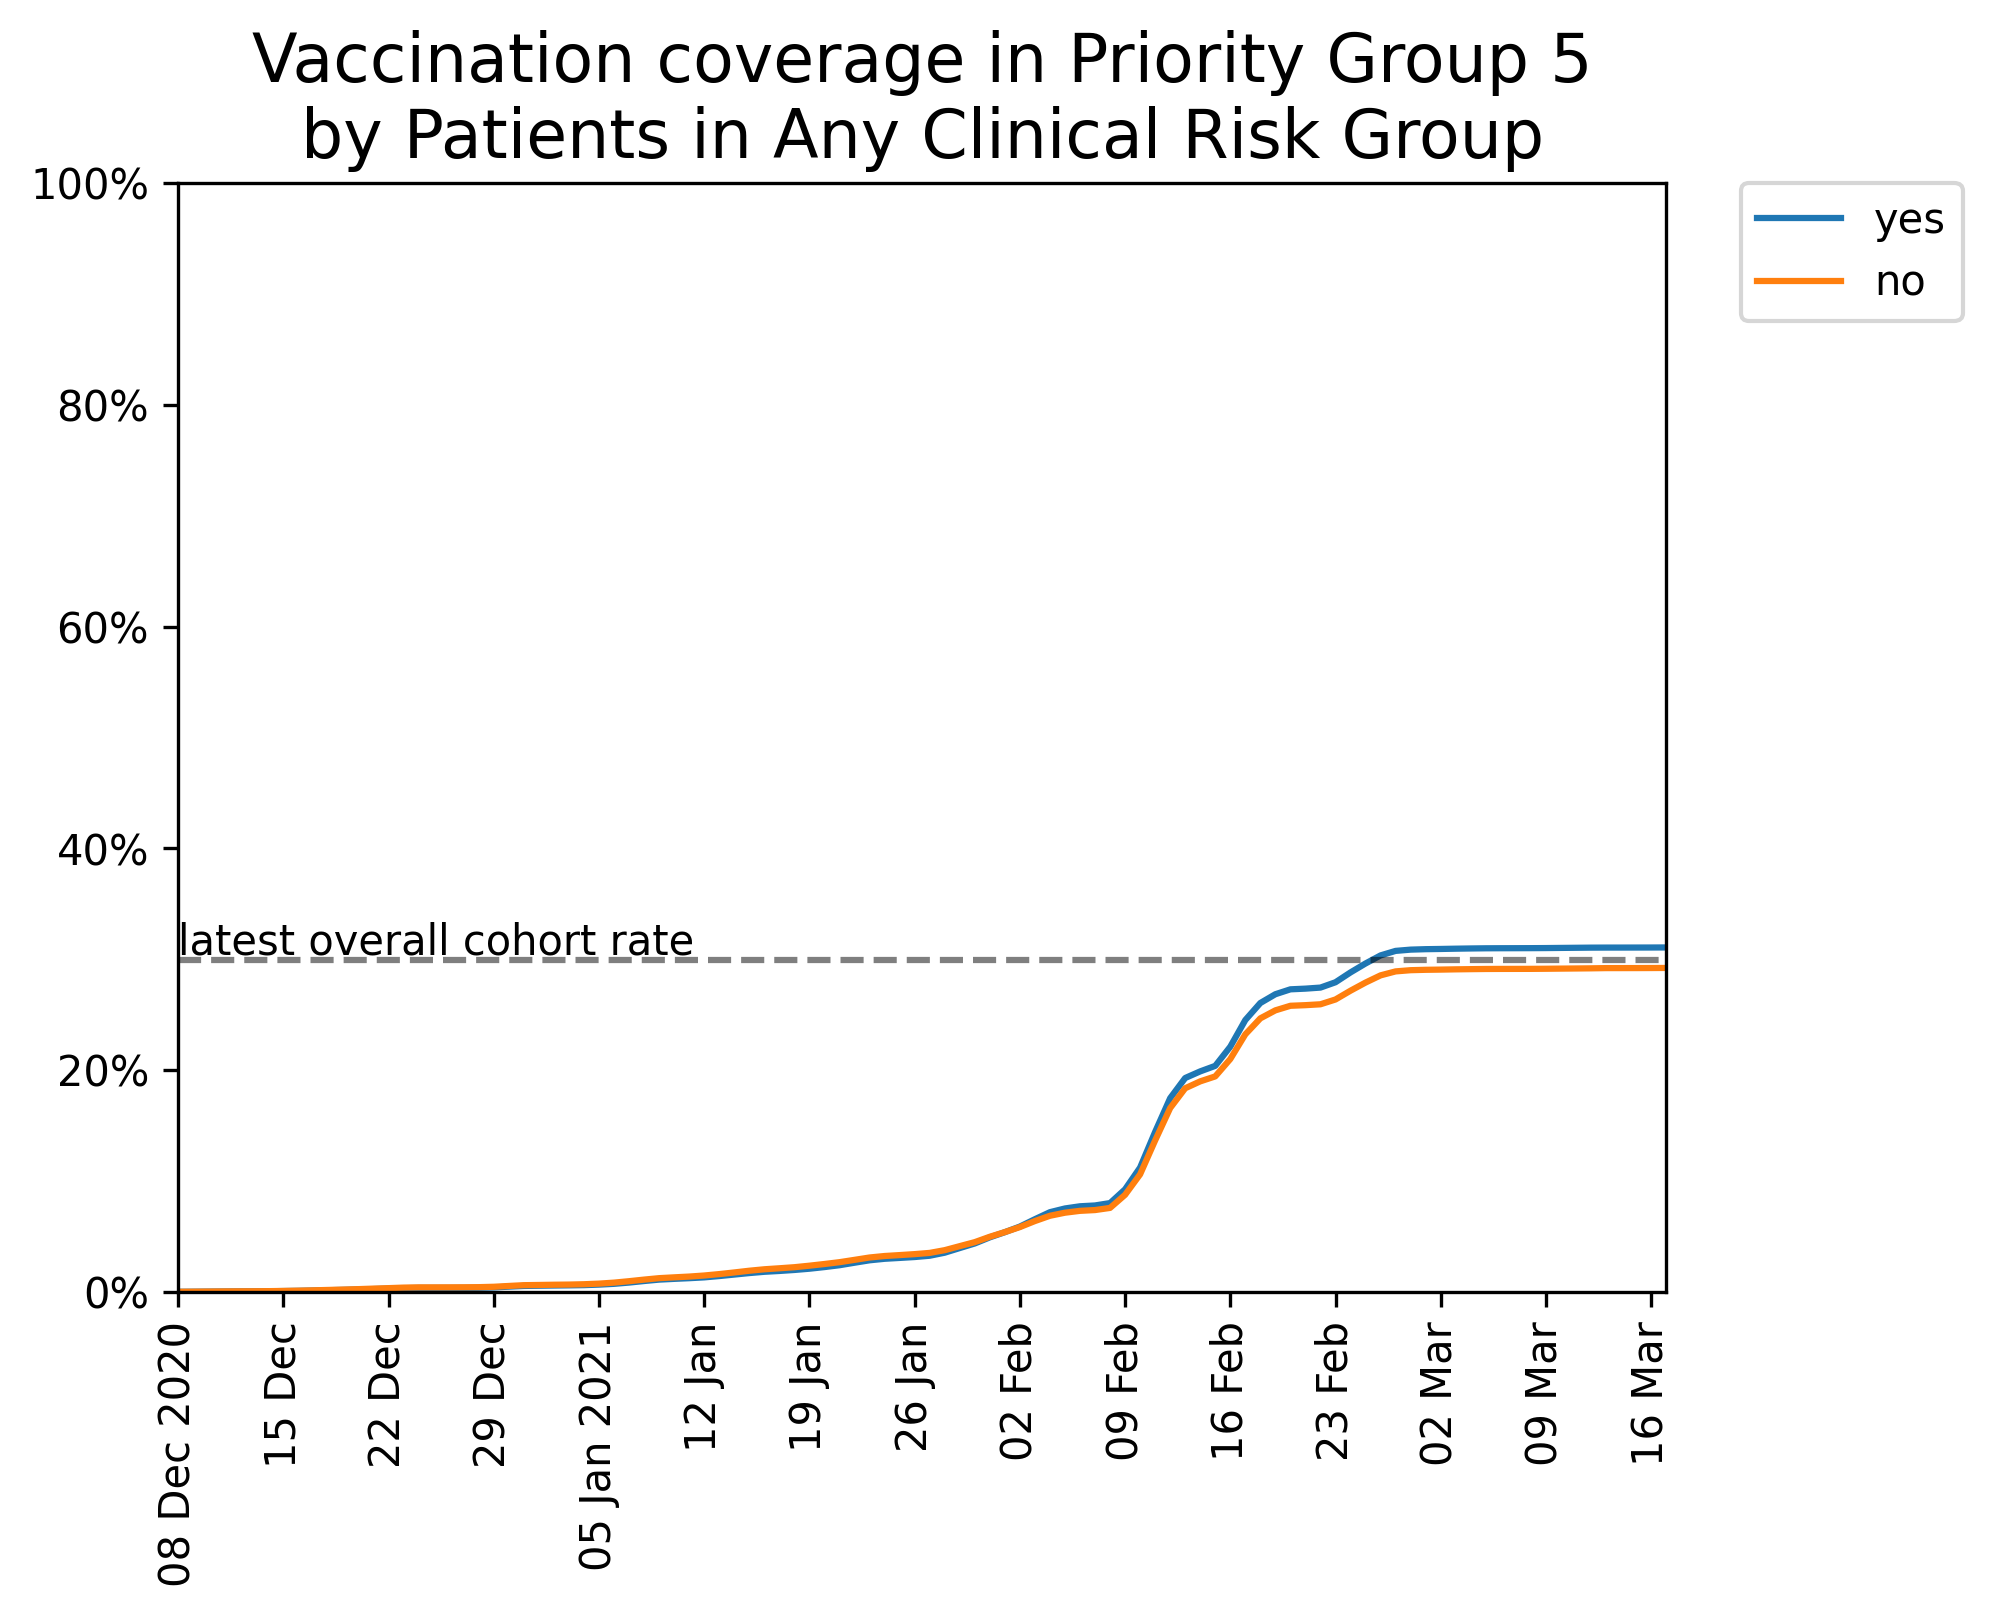 Vaccination coverage in Priority Group 5
by Patients in Any Clinical Risk Group
100%
80%
60%
40%
20%
0%
latest overall cohort rate
yes
no
08 Dec 2020
15 Dec
22 Dec
29 Dec
05 Jan 2021
12 Jan
19 Jan
26 Jan
02 Feb
09 Feb
16 Feb
23 Feb
02 Mar
09 Mar
16 Mar